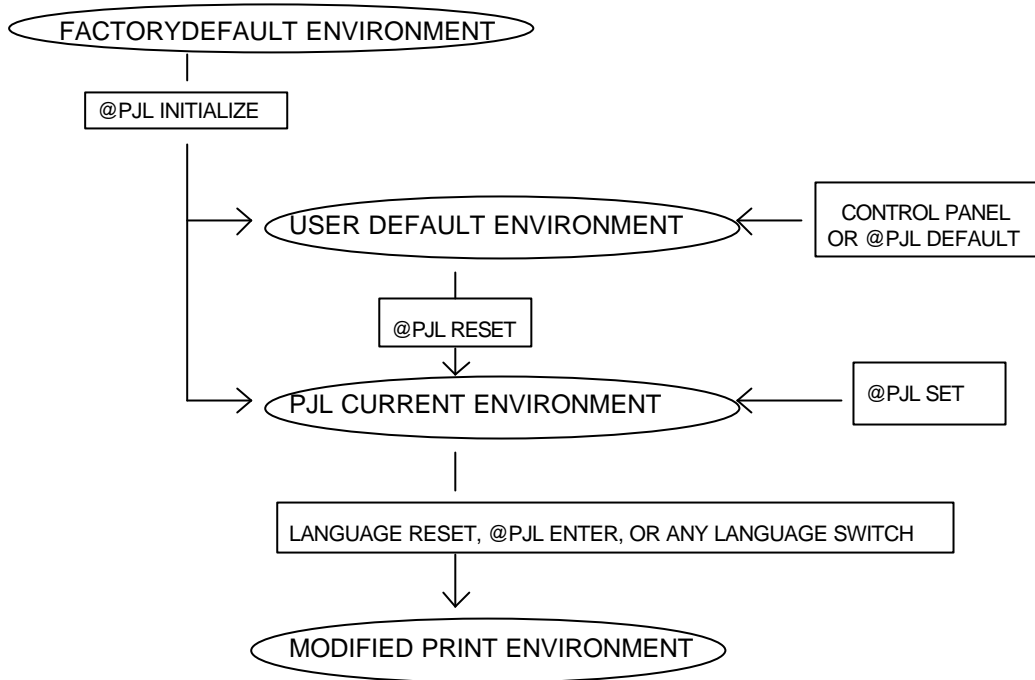 FACTORYDEFAULT ENVIRONMENT
@PJL INITIALIZE
USER DEFAULT ENVIRONMENT
CONTROL PANEL
OR @PJL DEFAULT
@PJL RESET
PJL CURRENT ENVIRONMENT
@PJL SET
LANGUAGE RESET, @PJL ENTER, OR ANY LANGUAGE SWITCH
MODIFIED PRINT ENVIRONMENT